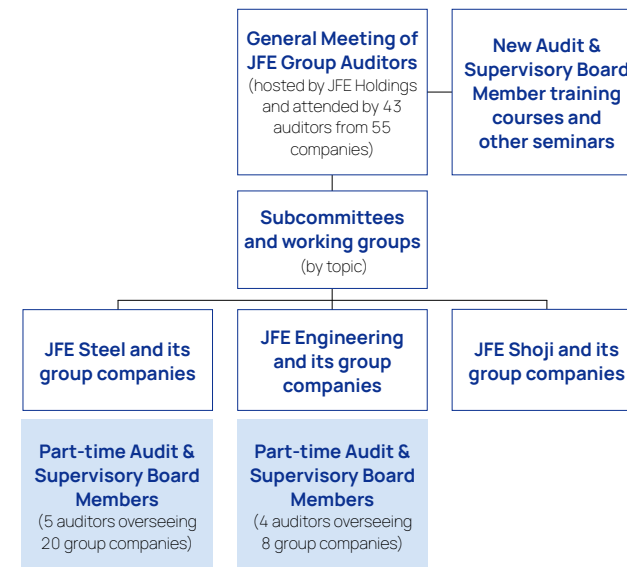 General Meeting of
JFE Group Auditors
(hosted by JFE Holdings
and attended by 43
auditors from 55
companies)
New Audit &
Supervisory Board
Member training
courses and
other seminars
Subcommittees
and working groups
(by topic)
JFE Steel and its
group companies
JFE Engineering
and its group
companies
JFE Shoji and its
group companies
Part-time Audit &
Supervisory Board
Members
(5 auditors overseeing
20 group companies)
Part-time Audit &
Supervisory Board
Members
(4 auditors overseeing
8 group companies)